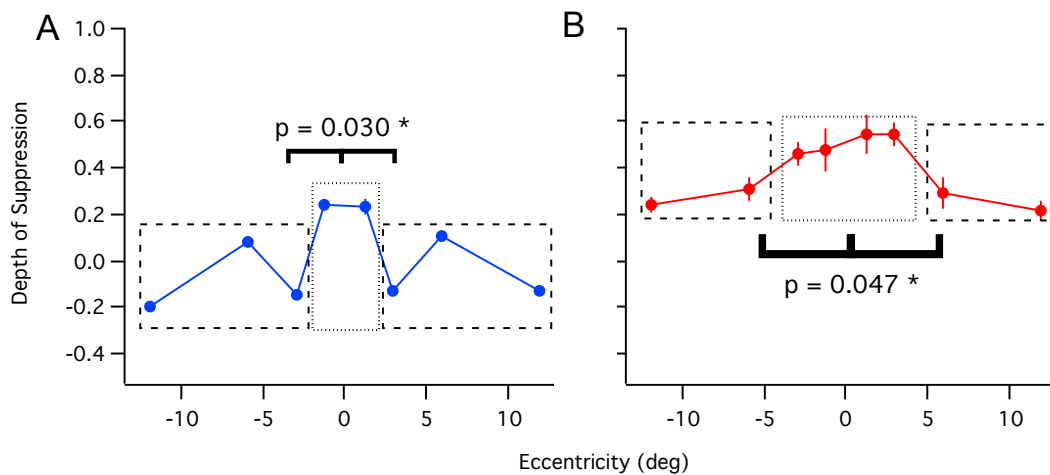 A
B
Depth of Suppression
1.0
0.8
0.6
0.4
0.2
0.0
-0.2
-0.4
p = 0.030 *
p = 0.047 *
-10 -5 0 5 10
-10 -5 0 5 10
Eccentricity (deg)